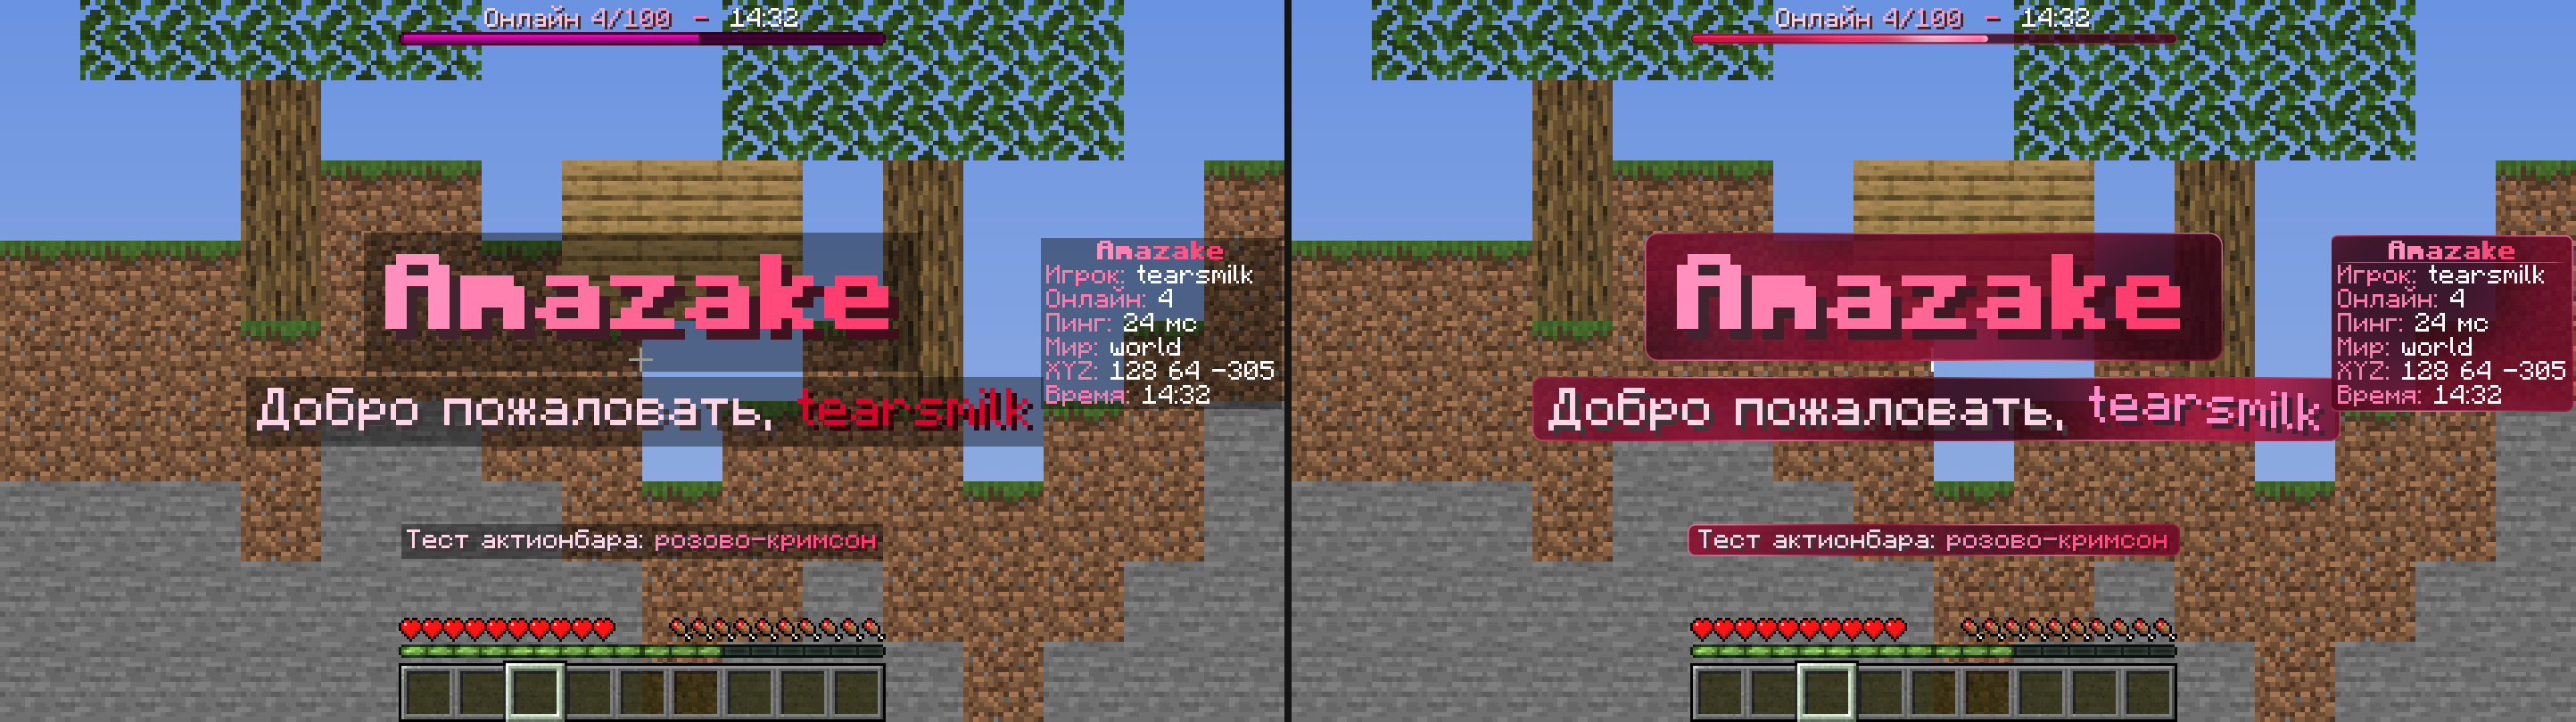 Онлайн 4/100 - 14:32
Amazake
Добро пожаловать, tearsmilk
Amazake
Игрок: tearsmilk
Онлайн: 4
Пинг: 24 мс
Мир: world
XYZ: 128 64 -305
Время: 14:32
Тест актионбара: розово-кримсон
Онлайн 4/100 - 14:32
Amazake
Добро пожаловать, tearsmilk
Amazake
Игрок: tearsmilk
Онлайн: 4
Пинг: 24 мс
Мир: world
XYZ: 128 64 -305
Время: 14:32
Тест актионбара: розово-кримсон